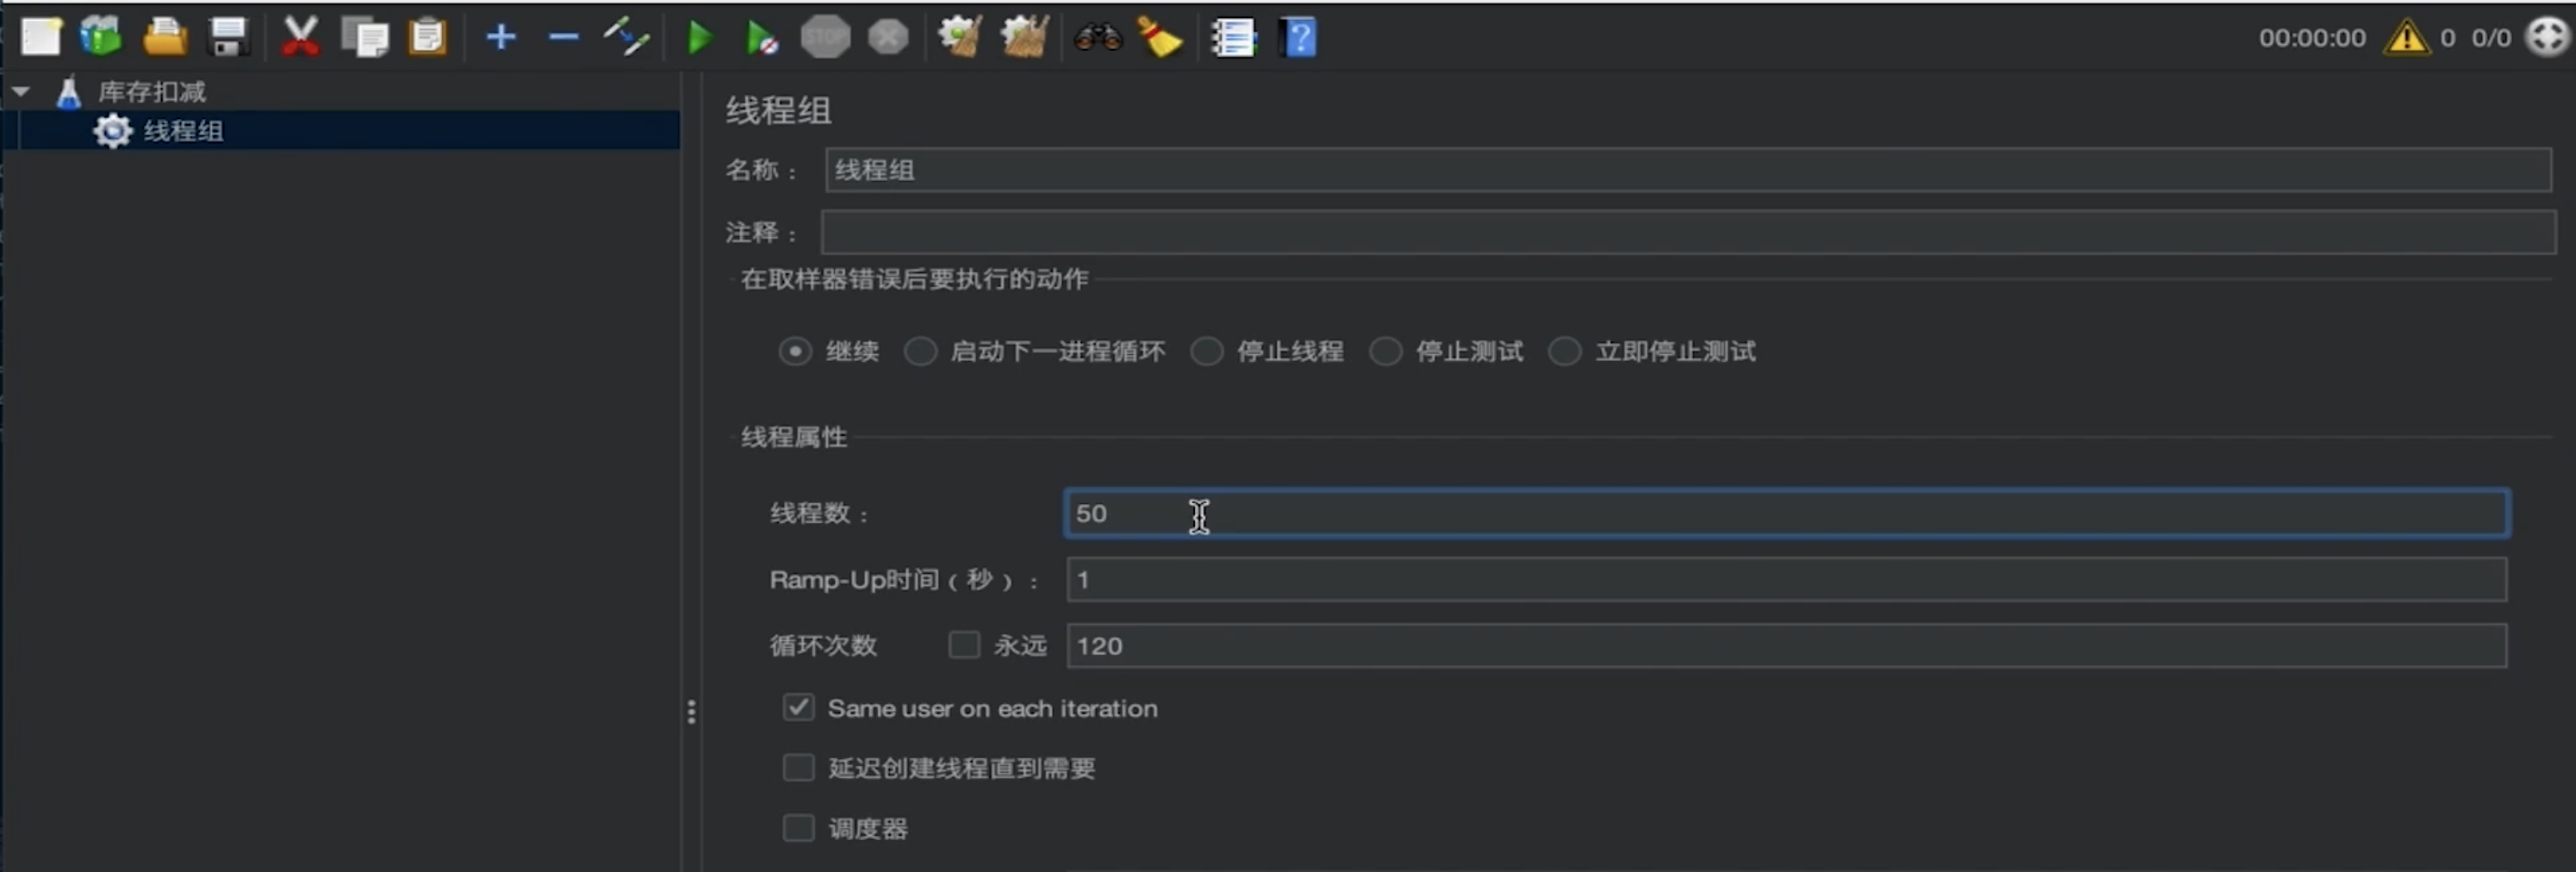 STOP
00:00:00 0 0/0
库存扣减
线程组
线程组
名称： 线程组
注释：
在取样器错误后要执行的动作
继续 启动下一进程循环 停止线程 停止测试 立即停止测试
线程属性
线程数： 50
Ramp-Up时间（秒）： 1
循环次数 永远 120
Same user on each iteration
延迟创建线程直到需要
调度器